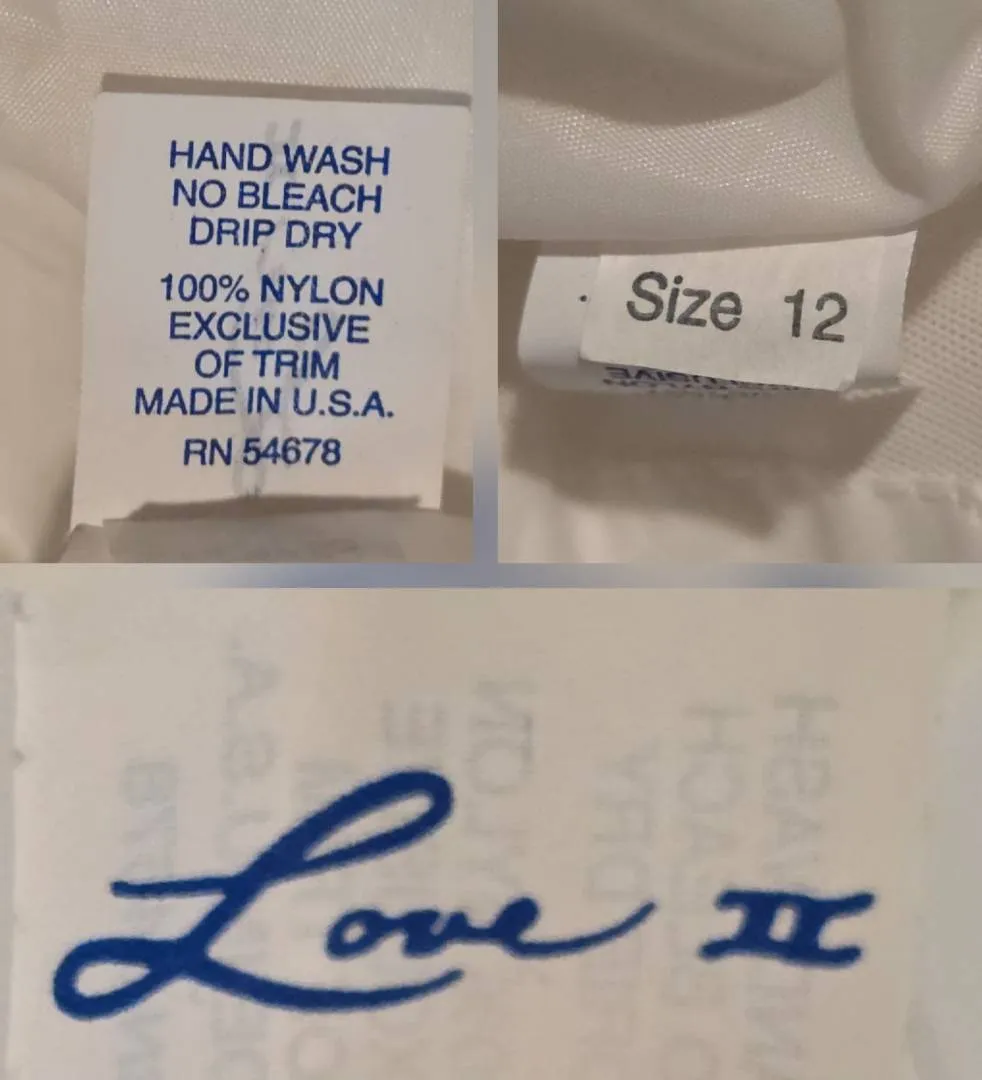 HAND WASH
NO BLEACH
DRIP DRY
100% NYLON
EXCLUSIVE
OF TRIM
MADE IN U.S.A.
RN 54678
Size 12
Love II